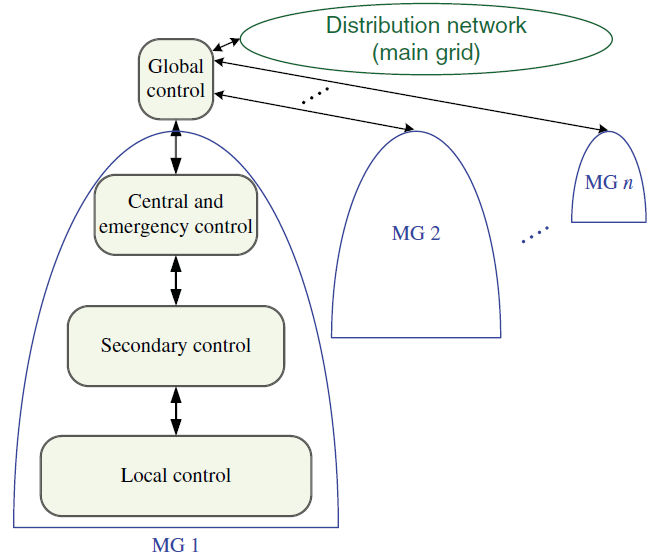 Distribution network
(main grid)
Global
control
Central and
emergency control
MG n
MG 2
Secondary control
Local control
MG 1